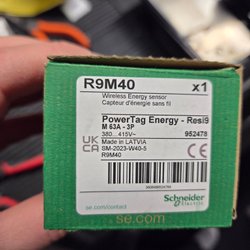 R9M40 x1
Wireless Energy sensor
Capteur d'énergie sans fil
PowerTag Energy - Resi9
M 63A - 3P
380...415V~ 952478
UK
CA
Made in LATVIA
SM-2023-W40-5
R9M40
Schneider
Electric
se.com/contact
se.com